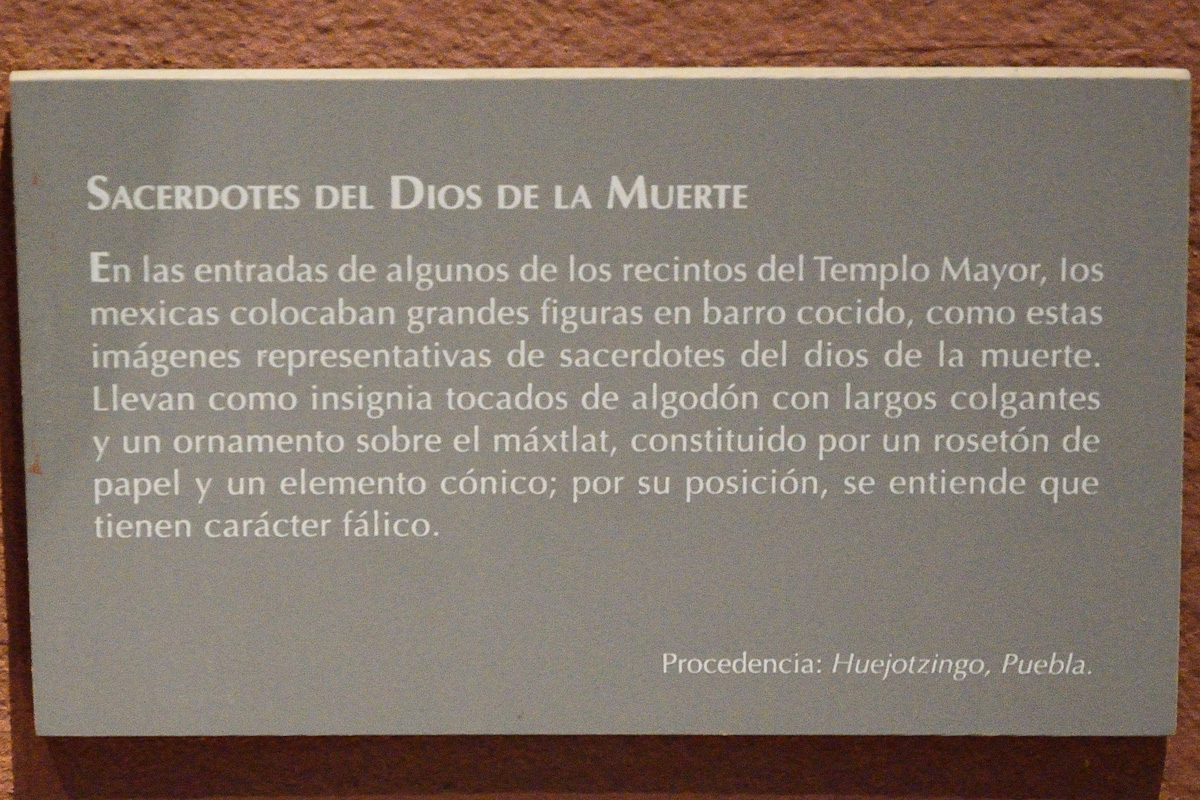 SACERDOTES DEL DIOS DE LA MUERTE
En las entradas de algunos de los recintos del Templo Mayor, los
mexicas colocaban grandes figuras en barro cocido, como estas
imágenes representativas de sacerdotes del dios de la muerte.
Llevan como insignia tocados de algodón con largos colgantes
y un ornamento sobre el máxtlat, constituido por un rosetón de
papel y un elemento cónico; por su posición, se entiende que
tienen carácter fálico.
Procedencia: Huejotzingo, Puebla.